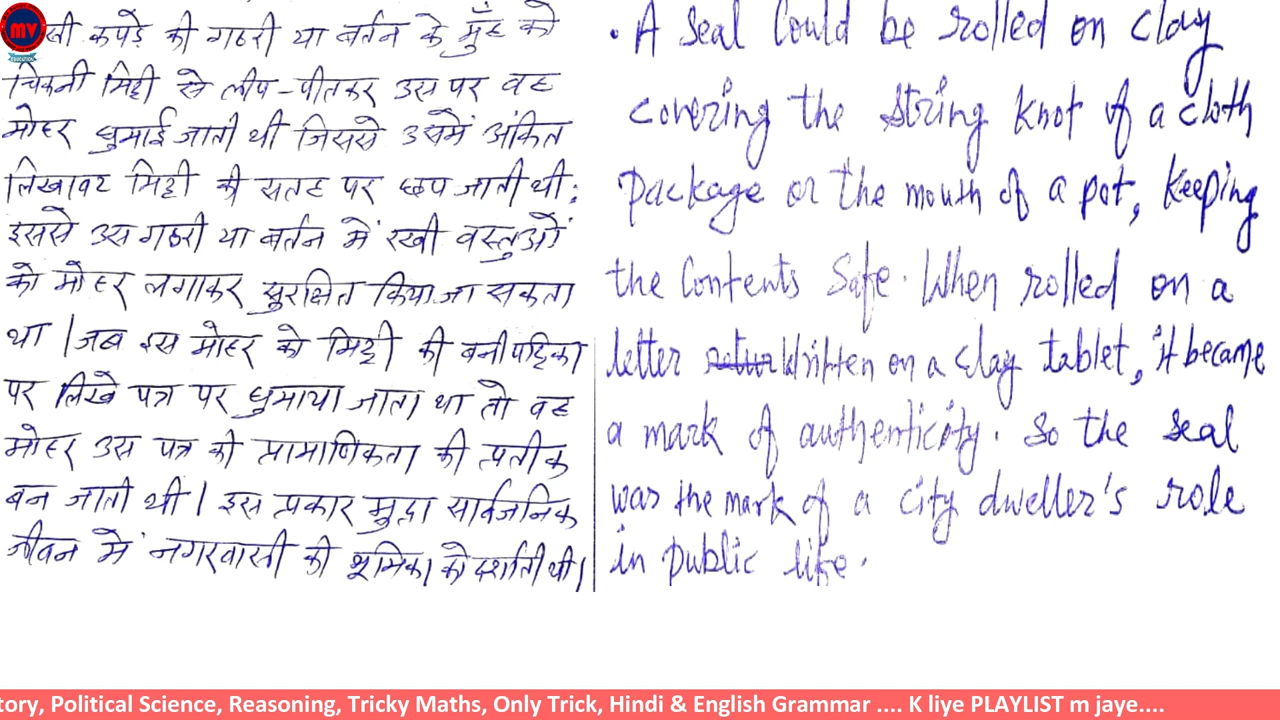 mv
EDUCATION
कपड़े की गठरी या बर्तन के मुँह को
चिकनी मिट्टी से लीप-पोतकर उस पर वह
मोहर घुमाई जाती थी जिससे उसमें अंकित
लिखावट मिट्टी की सतह पर छप जाती थी;
इससे उस गठरी या बर्तन में रखी वस्तुओं
को मोहर लगाकर सुरक्षित किया जा सकता
था। जब इस मोहर को मिट्टी की बनी पट्टिका
पर लिखे पत्र पर घुमाया जाता था तो वह
मोहर उस पत्र की प्रामाणिकता की प्रतीक
बन जाती थी। इस प्रकार मुद्रा सार्वजनिक
जीवन में नगरवासी की भूमिका को दर्शाती थी।
• A Seal Could be rolled on clay
covering the string knot of a cloth
package or the mouth of a pot, keeping
the Contents Safe. When rolled on a
letter written on a clay tablet, it became
a mark of authenticity. So the seal
was the mark of a city dweller's role
in public like.
tory, Political Science, Reasoning, Tricky Maths, Only Trick, Hindi & English Grammar .... K liye PLAYLIST m jaye....